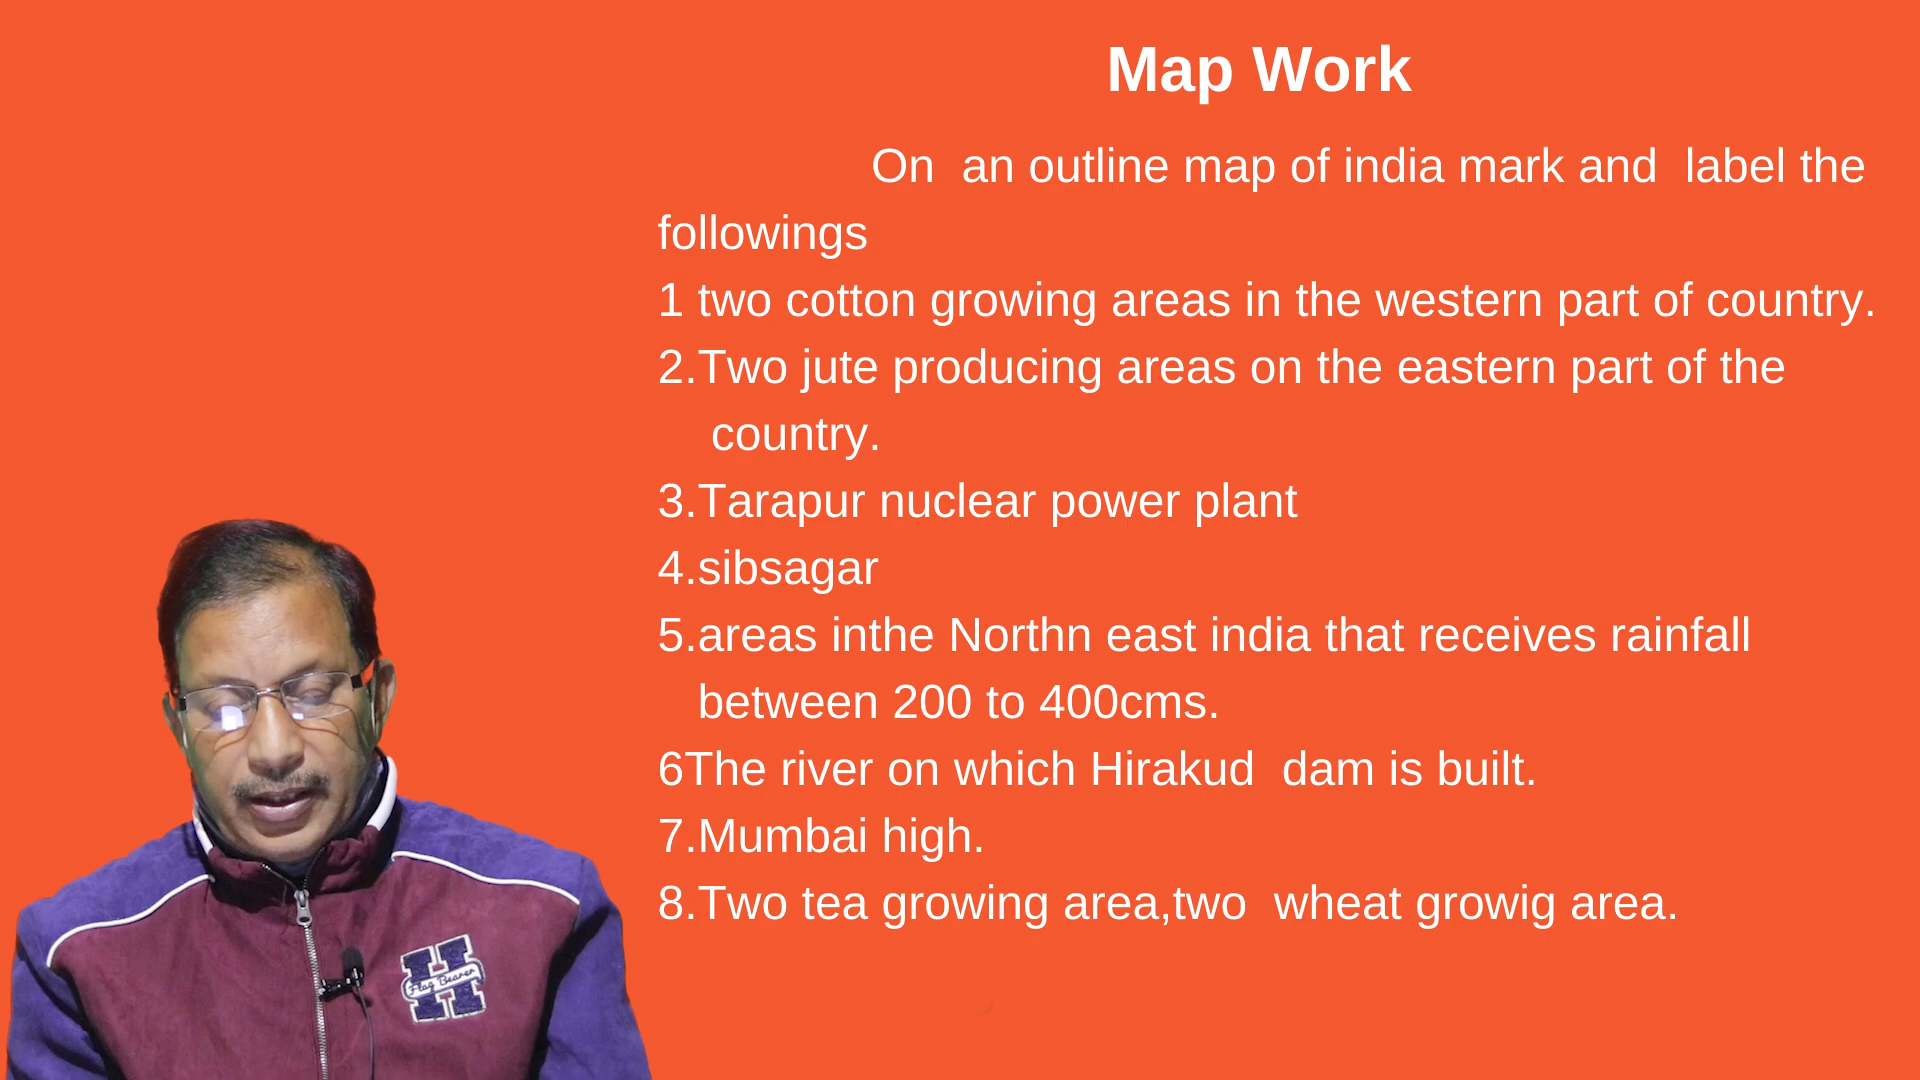 Map Work
On an outline map of india mark and label the
followings
1 two cotton growing areas in the western part of country.
2.Two jute producing areas on the eastern part of the
country.
3.Tarapur nuclear power plant
4.sibsagar
5.areas inthe Northn east india that receives rainfall
between 200 to 400cms.
6The river on which Hirakud dam is built.
7.Mumbai high.
8.Two tea growing area,two wheat growig area.
H
Flag Bearer